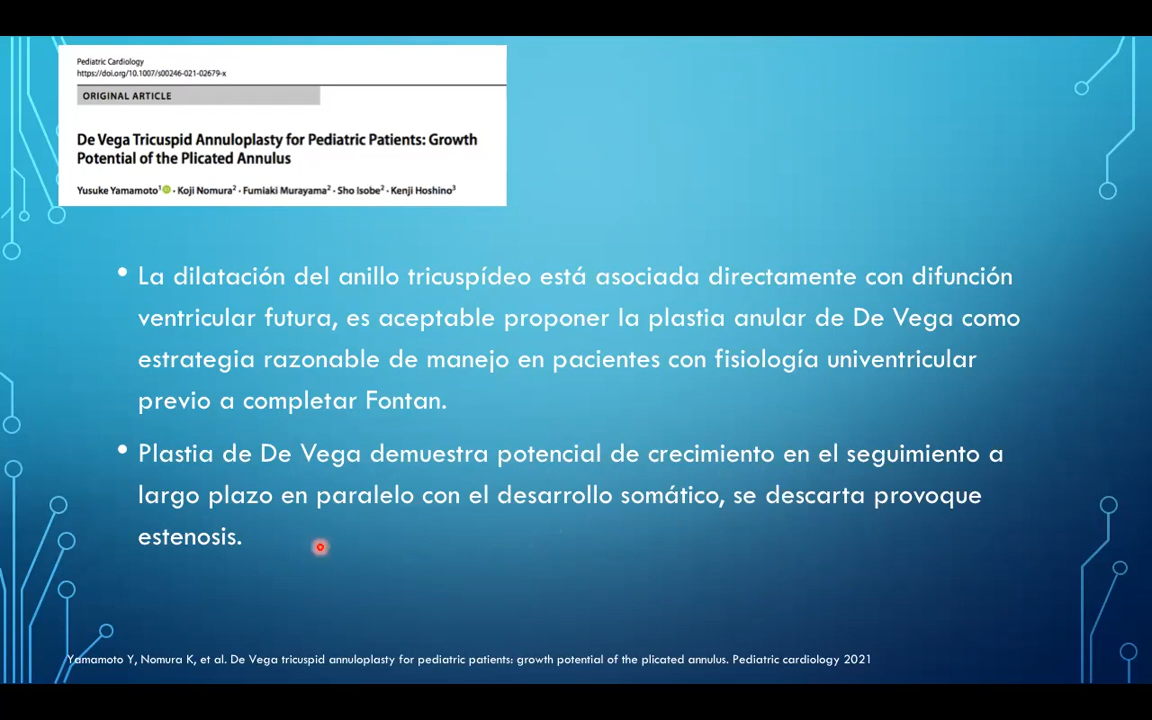 Pediatric Cardiology
https://doi.org/10.1007/s00246-021-02679-x
ORIGINAL ARTICLE
De Vega Tricuspid Annuloplasty for Pediatric Patients: Growth
Potential of the Plicated Annulus
Yusuke Yamamoto1 · Koji Nomura2 · Fumiaki Murayama2 · Sho Isobe2 · Kenji Hoshino3
• La dilatación del anillo tricuspídeo está asociada directamente con difunción
ventricular futura, es aceptable proponer la plastia anular de De Vega como
estrategia razonable de manejo en pacientes con fisiología univentricular
previo a completar Fontan.
• Plastia de De Vega demuestra potencial de crecimiento en el seguimiento a
largo plazo en paralelo con el desarrollo somático, se descarta provoque
estenosis.
Yamamoto Y, Nomura K, et al. De Vega tricuspid annuloplasty for pediatric patients: growth potential of the plicated annulus. Pediatric cardiology 2021